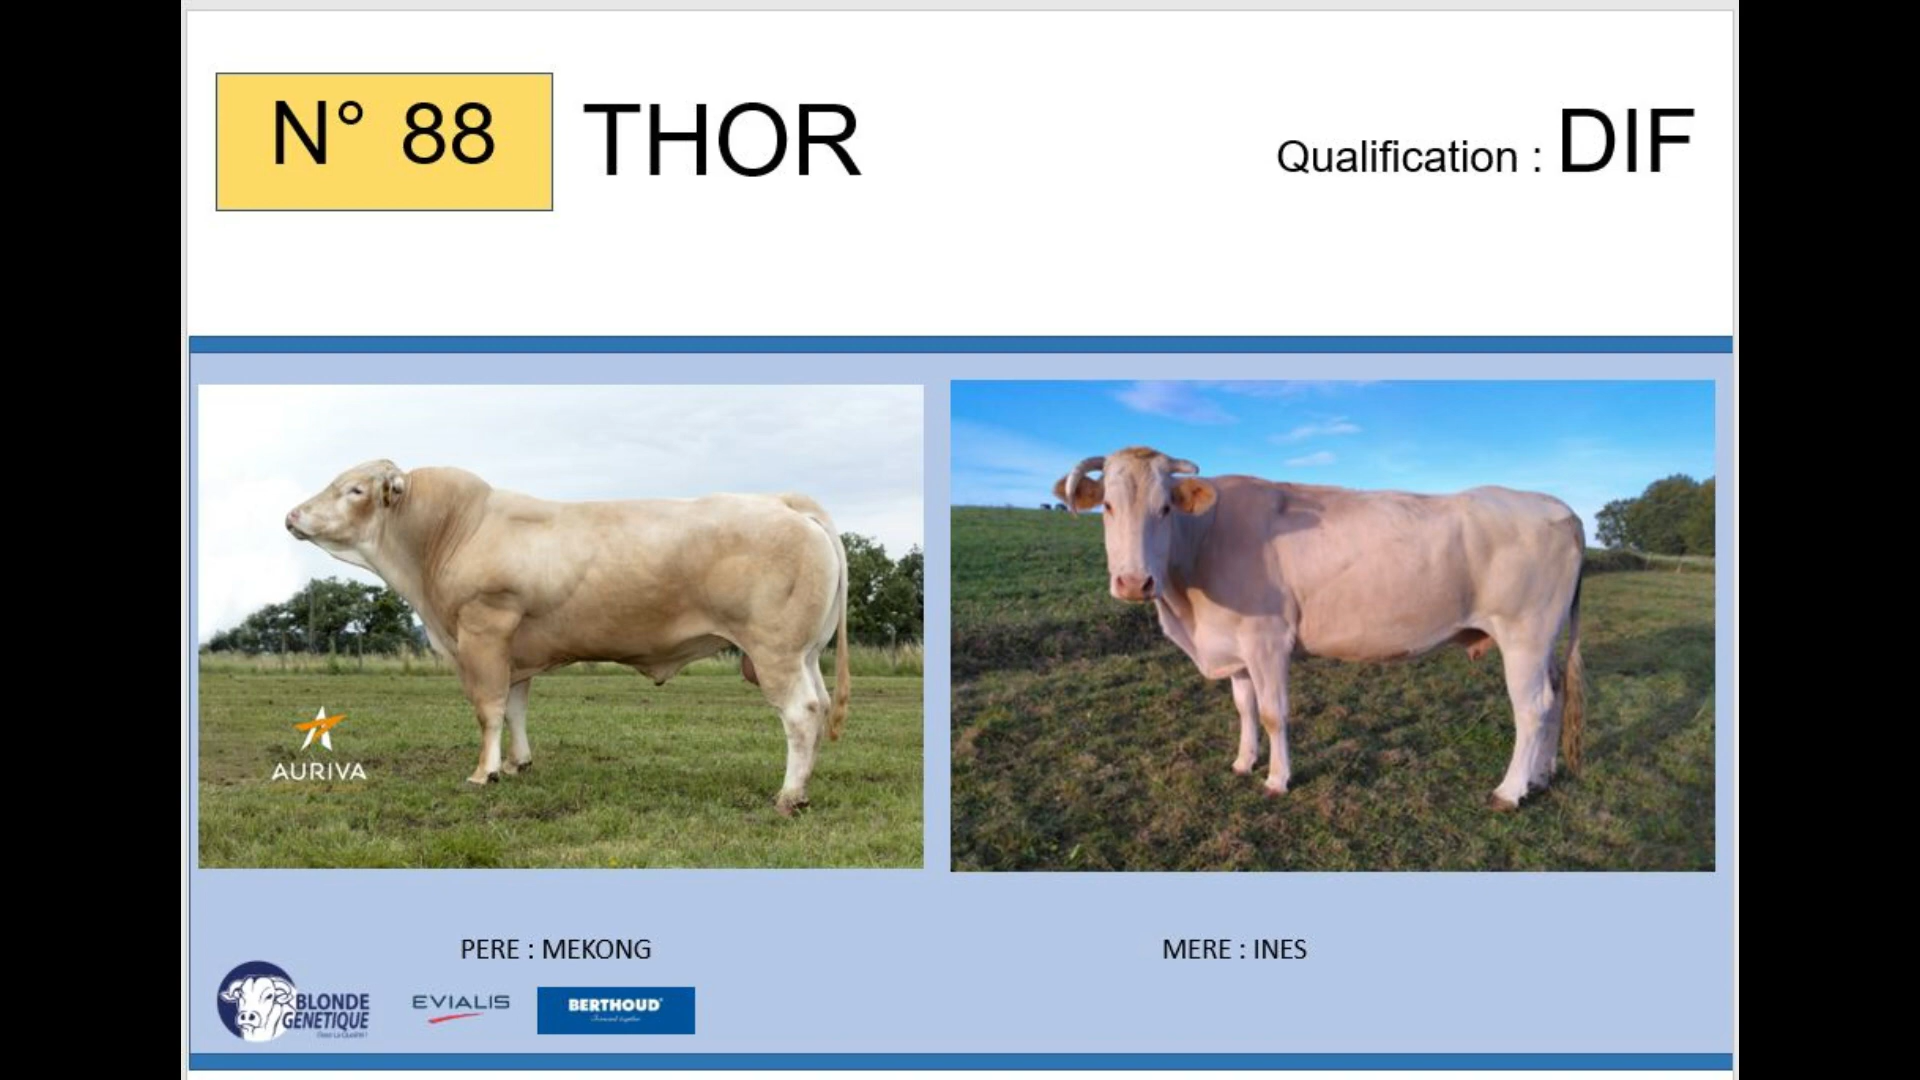 N° 88
THOR
Qualification : DIF
AURIVA
PERE : MEKONG
MERE : INES
BLONDE
GENETIQUE
EVIALIS
BERTHOUD